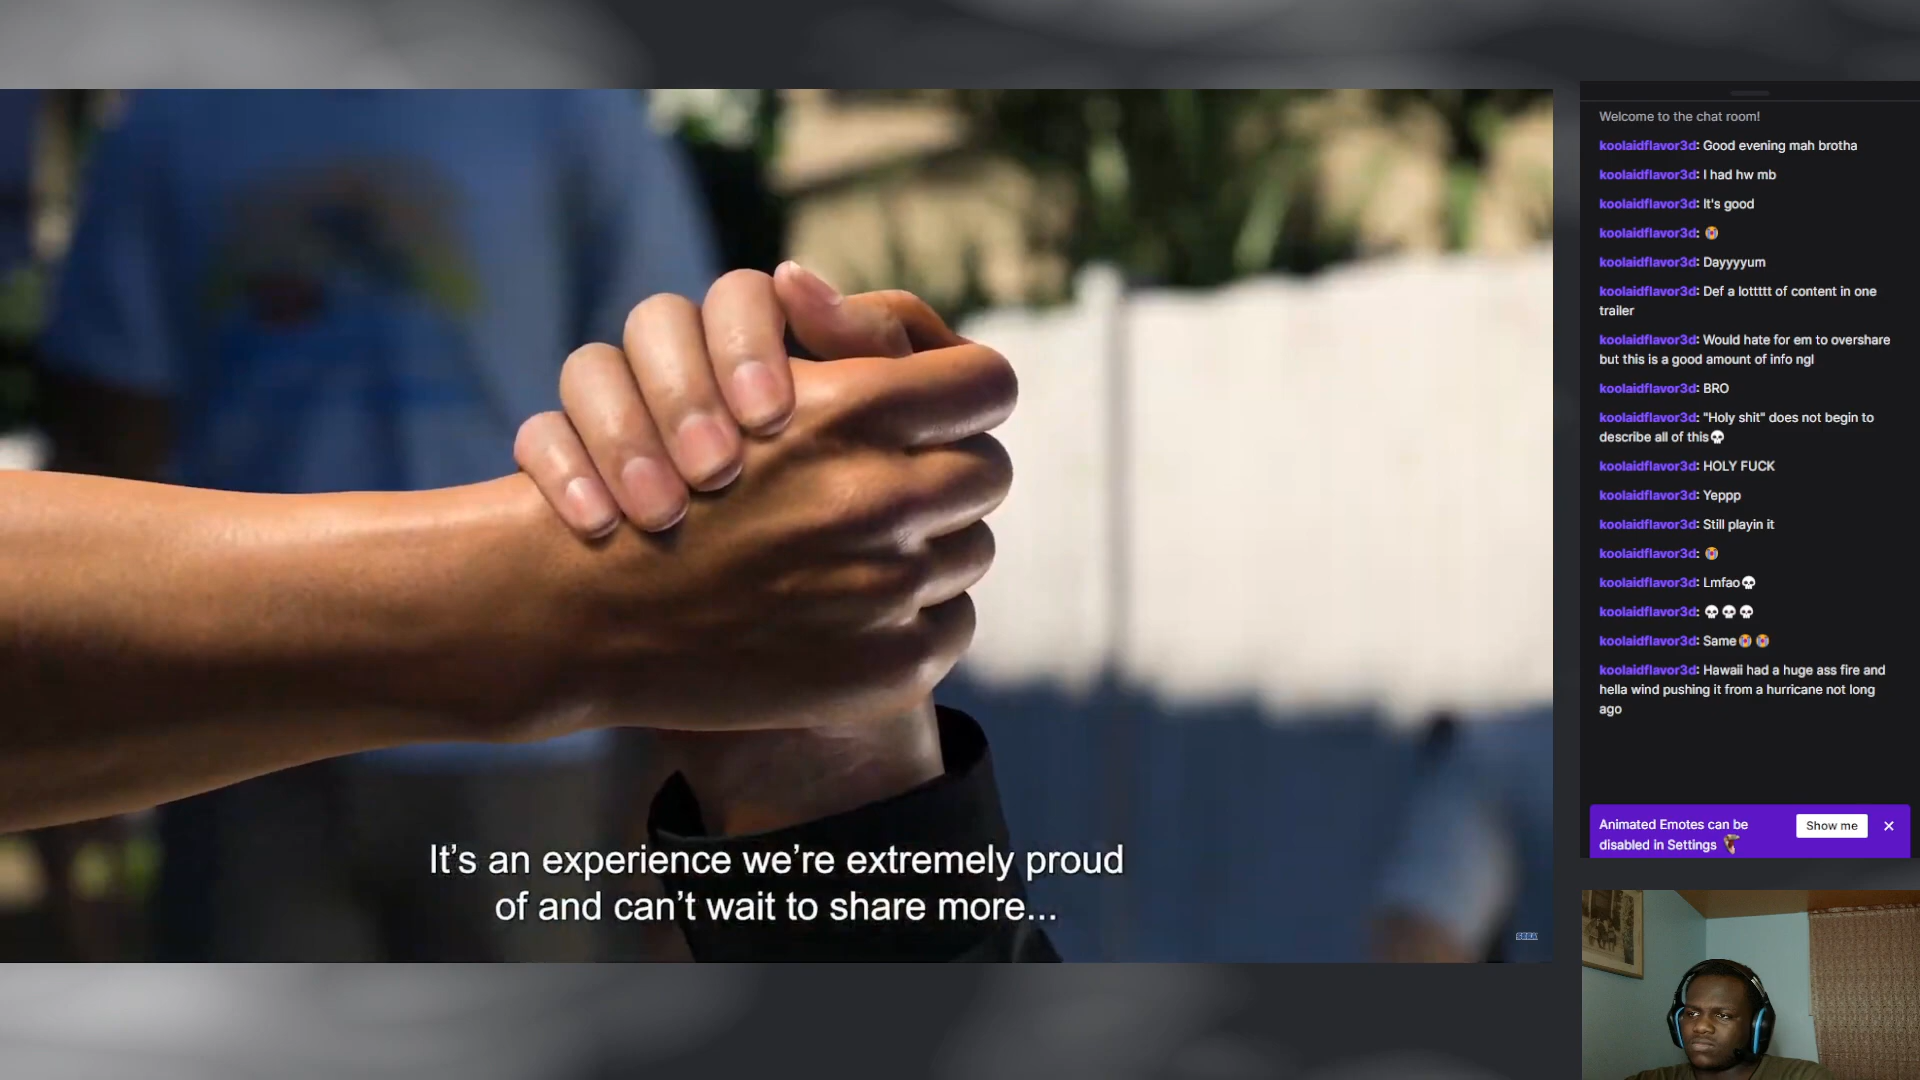 Welcome to the chat room!
koolaidflavor3d: Good evening mah brotha
koolaidflavor3d: I had hw mb
koolaidflavor3d: It's good
koolaidflavor3d:
koolaidflavor3d: Dayyyyum
koolaidflavor3d: Def a lottttt of content in one
trailer
koolaidflavor3d: Would hate for em to overshare
but this is a good amount of info ngl
koolaidflavor3d: BRO
koolaidflavor3d: "Holy shit" does not begin to
describe all of this💀
koolaidflavor3d: HOLY FUCK
koolaidflavor3d: Yeppp
koolaidflavor3d: Still playin it
koolaidflavor3d:
koolaidflavor3d: Lmfao💀
koolaidflavor3d: 💀💀💀
koolaidflavor3d: Same
koolaidflavor3d: Hawaii had a huge ass fire and
hella wind pushing it from a hurricane not long
ago
Animated Emotes can be
disabled in Settings
Show me
It's an experience we're extremely proud
of and can't wait to share more...
SEGA